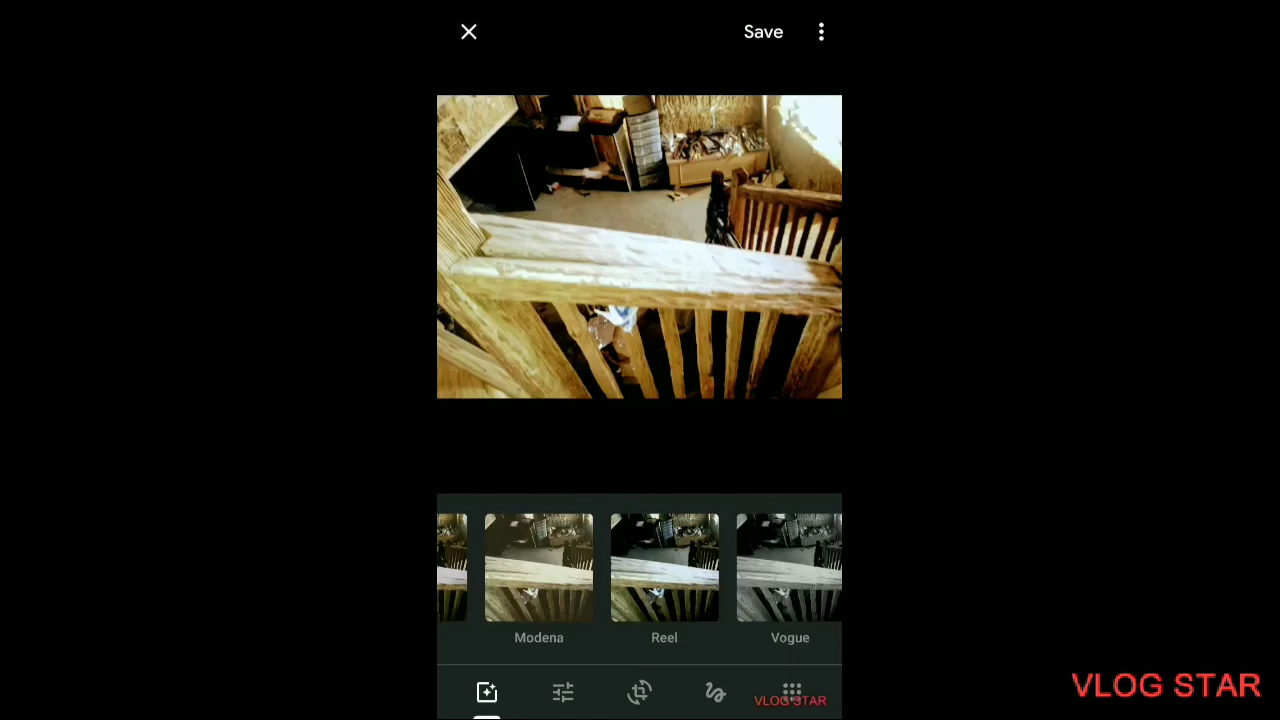 Save
Modena
Reel
Vogue
VLOG STAR
VLOG STAR